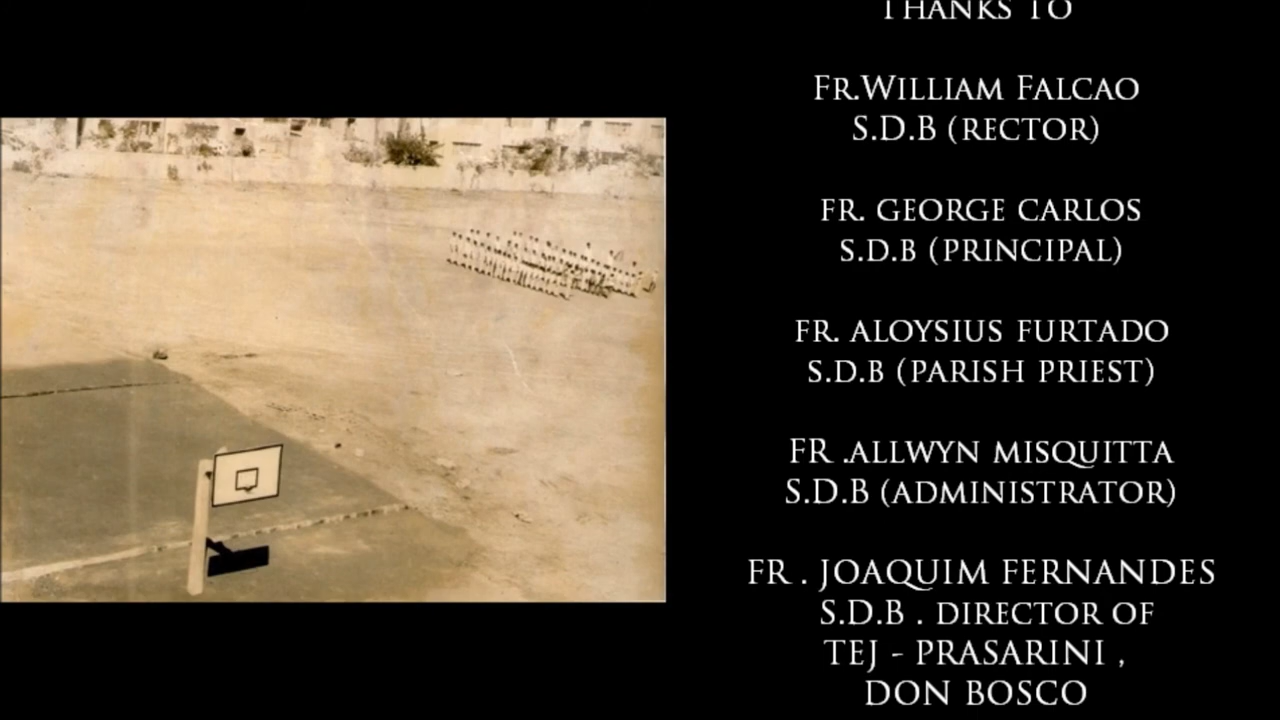 THANKS TO
FR.WILLIAM FALCAO
S.D.B (RECTOR)
FR. GEORGE CARLOS
S.D.B (PRINCIPAL)
FR. ALOYSIUS FURTADO
S.D.B (PARISH PRIEST)
FR .ALLWYN MISQUITTA
S.D.B (ADMINISTRATOR)
FR . JOAQUIM FERNANDES
S.D.B . DIRECTOR OF
TEJ - PRASARINI ,
DON BOSCO